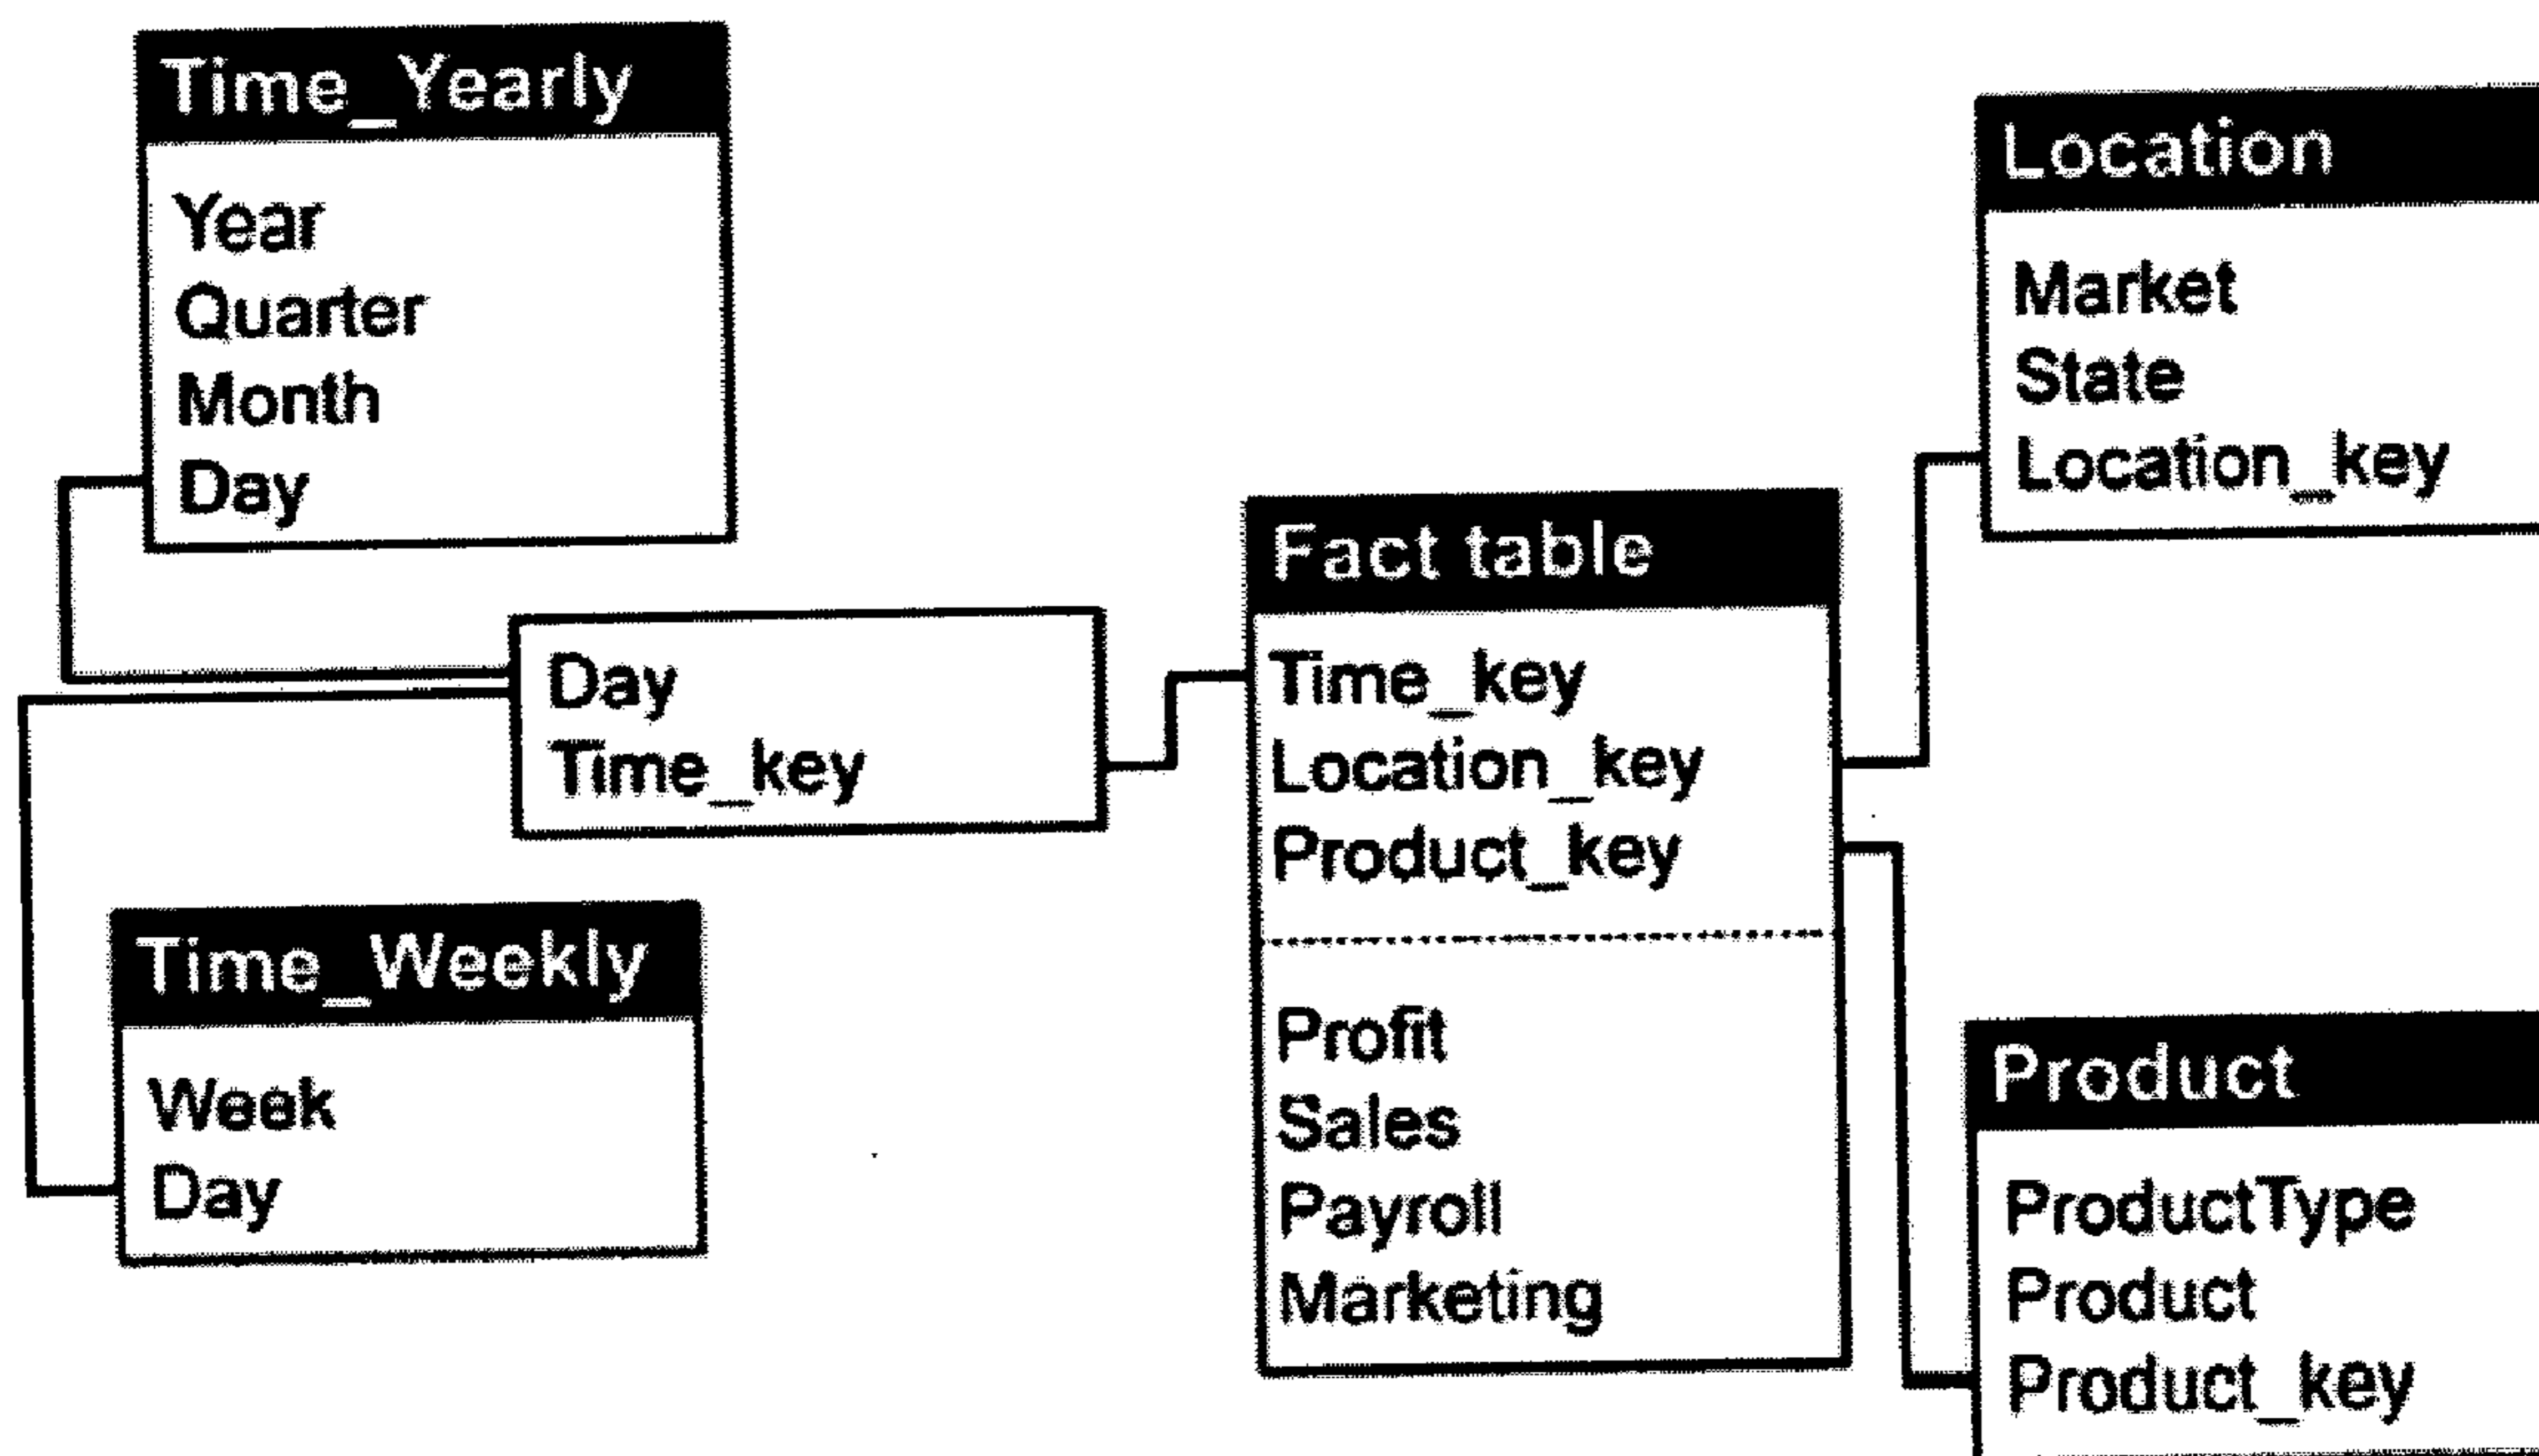 Time_Yearly
Year
Quarter
Month
Day
Day
Time_key
Time_Weekly
Week
Day
Fact table
Time_key
Location_key
Product_key
Profit
Sales
Payroll
Marketing
Location
Market
State
Location_key
Product
ProductType
Product
Product_key